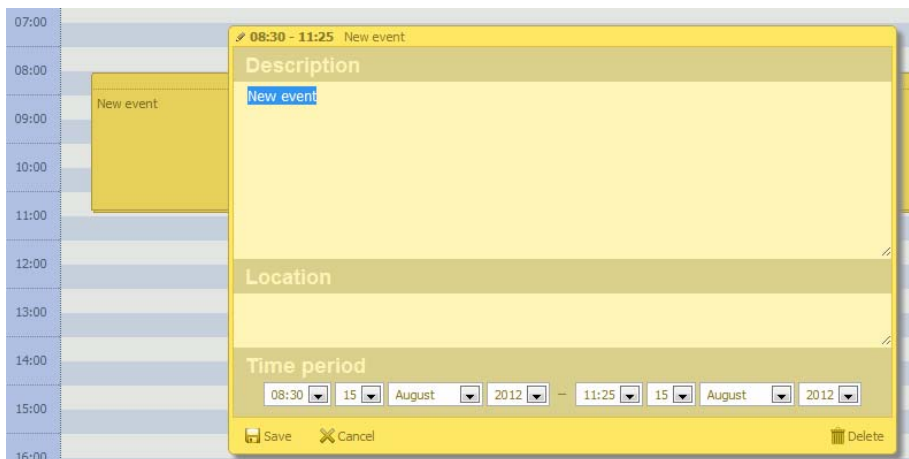 07:00
08:30 - 11:25 New event
08:00
Description
New event
New event
09:00
10:00
11:00
12:00
Location
13:00
14:00
Time period
08:30 15 August 2012 – 11:25 15 August 2012
15:00
Save Cancel Delete
16:00